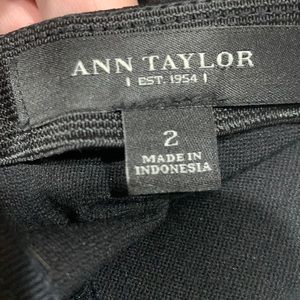 ANN TAYLOR
| EST. 1954 |
2
MADE IN
INDONESIA